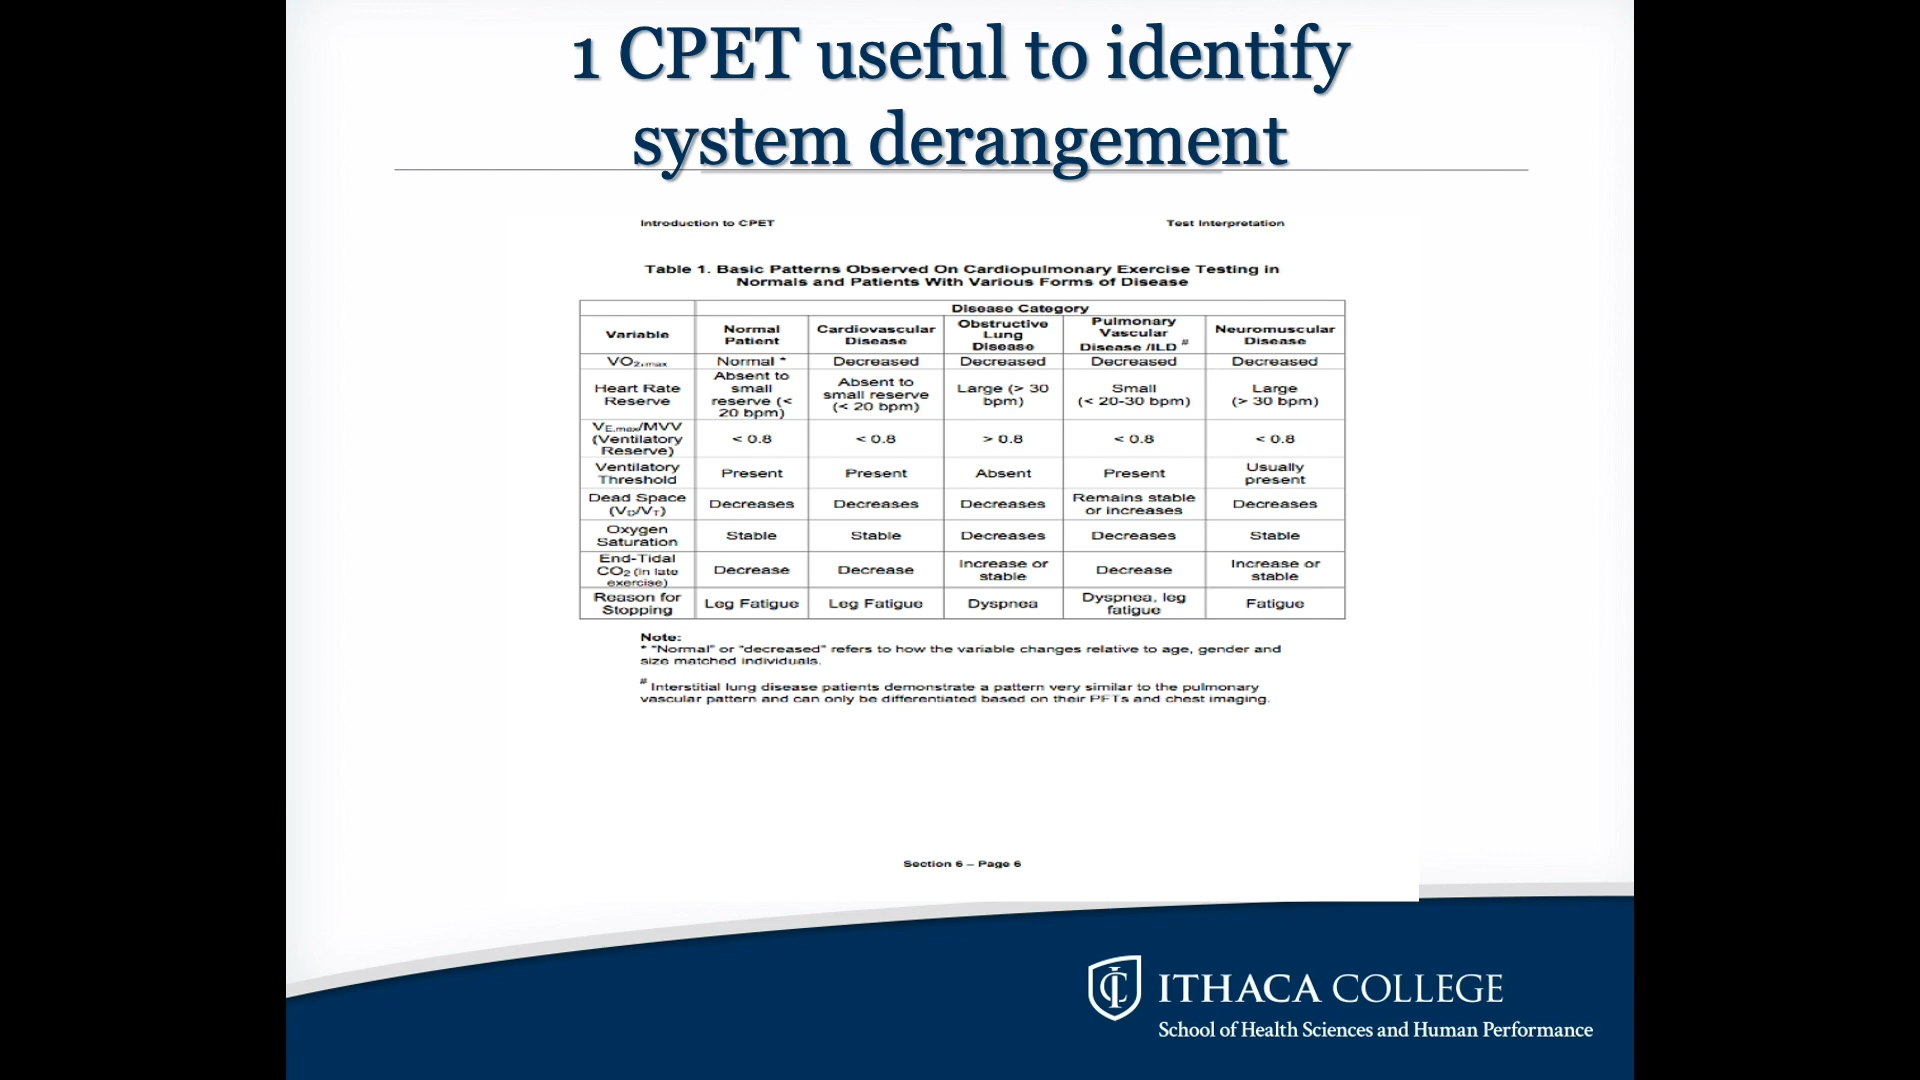 1 CPET useful to identify
system derangement
Introduction to CPET Test Interpretation
Table 1. Basic Patterns Observed On Cardiopulmonary Exercise Testing in
Normals and Patients With Various Forms of Disease
Disease Category
Variable
Normal
Patient
Cardiovascular
Disease
Obstructive
Lung
Disease
Pulmonary
Vascular
Disease /ILD #
Neuromuscular
Disease
VO2,max
Normal *
Decreased
Decreased
Decreased
Decreased
Heart Rate
Reserve
Absent to
small
reserve (<
20 bpm)
Absent to
small reserve
(< 20 bpm)
Large (> 30
bpm)
Small
(< 20-30 bpm)
Large
(> 30 bpm)
VE,max/MVV
(Ventilatory
Reserve)
< 0.8
< 0.8
> 0.8
< 0.8
< 0.8
Ventilatory
Threshold
Present
Present
Absent
Present
Usually
present
Dead Space
(VD/VT)
Decreases
Decreases
Decreases
Remains stable
or increases
Decreases
Oxygen
Saturation
Stable
Stable
Decreases
Decreases
Stable
End-Tidal
CO2 (in late
exercise)
Decrease
Decrease
Increase or
stable
Decrease
Increase or
stable
Reason for
Stopping
Leg Fatigue
Leg Fatigue
Dyspnea
Dyspnea, leg
fatigue
Fatigue
Note:
* "Normal" or "decreased" refers to how the variable changes relative to age, gender and
size matched individuals.
# Interstitial lung disease patients demonstrate a pattern very similar to the pulmonary
vascular pattern and can only be differentiated based on their PFTs and chest imaging.
Section 6 – Page 6
ITHACA COLLEGE
School of Health Sciences and Human Performance